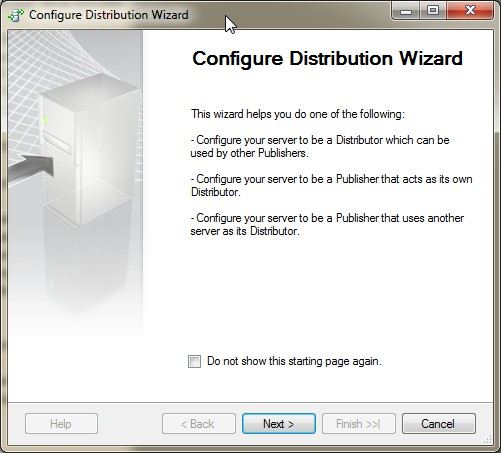 Configure Distribution Wizard
Configure Distribution Wizard
This wizard helps you do one of the following:
- Configure your server to be a Distributor which can be
used by other Publishers.
- Configure your server to be a Publisher that acts as its own
Distributor.
- Configure your server to be a Publisher that uses another
server as its Distributor.
Do not show this starting page again.
Help
< Back
Next >
Finish >>|
Cancel